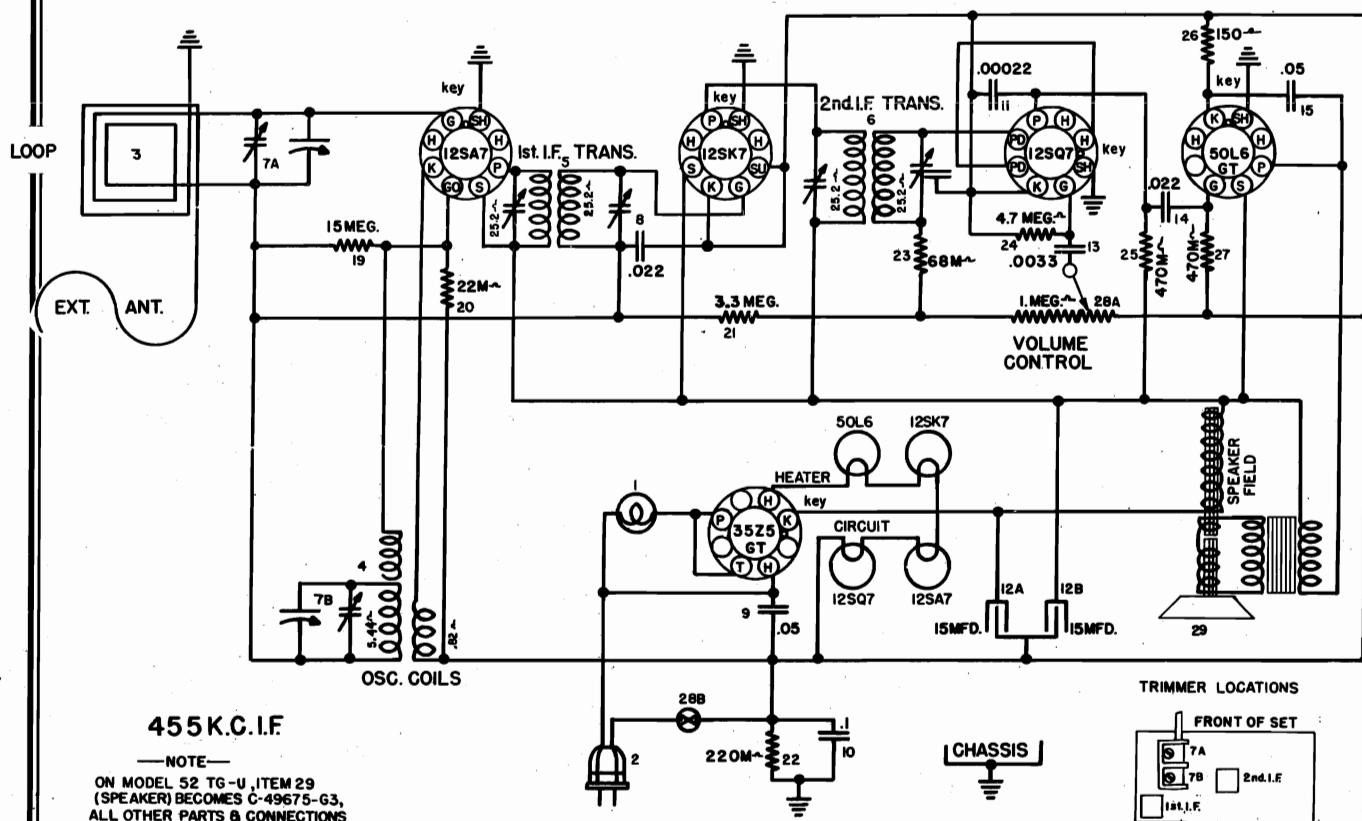 LOOP
3
EXT. ANT.
7A
key
G
SH
H
H
K
P
GO
S
12SA7
15 MEG.
19
22M~
20
1st. I.F. TRANS.
5
25.2~
25.2~
8
.022
key
P
SH
H
H
S
SU
K
G
12SK7
2nd. I.F. TRANS.
6
25.2~
25.2~
.00022
11
P
H
PD
H
PD
SH
K
G
12SQ7
key
4.7 MEG.~
24
13
.0033
23
68M~
3.3 MEG.
21
1. MEG.~
28A
VOLUME
CONTROL
26
150~
key
K
SH
H
H
P
G
S
50L6
GT
.05
15
.022
14
25
470M~
470M~
27
50L6
12SK7
HEATER
key
1
H
P
K
35Z5
GT
T
H
CIRCUIT
12SQ7
12SA7
SPEAKER
FIELD
12A
12B
15MFD.
15MFD.
29
9
.05
4
7B
5.44~
.82~
OSC. COILS
28B
2
220M~
22
.1
10
CHASSIS
455 K.C. I.F.
—NOTE—
ON MODEL 52 TG-U, ITEM 29
(SPEAKER) BECOMES C-49675-G3,
ALL OTHER PARTS & CONNECTIONS
TRIMMER LOCATIONS
FRONT OF SET
7A
7B
2nd. I.F.
1st. I.F.